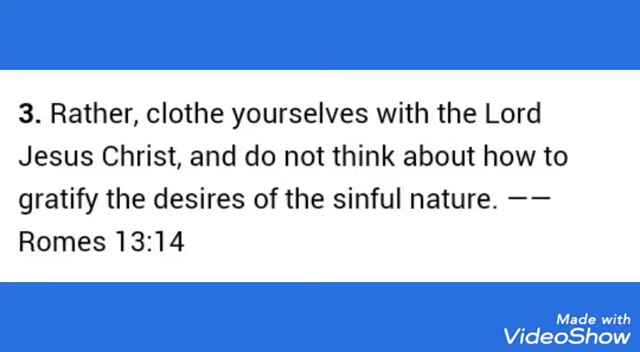 3. Rather, clothe yourselves with the Lord
Jesus Christ, and do not think about how to
gratify the desires of the sinful nature. ——
Romes 13:14
Made with
VideoShow